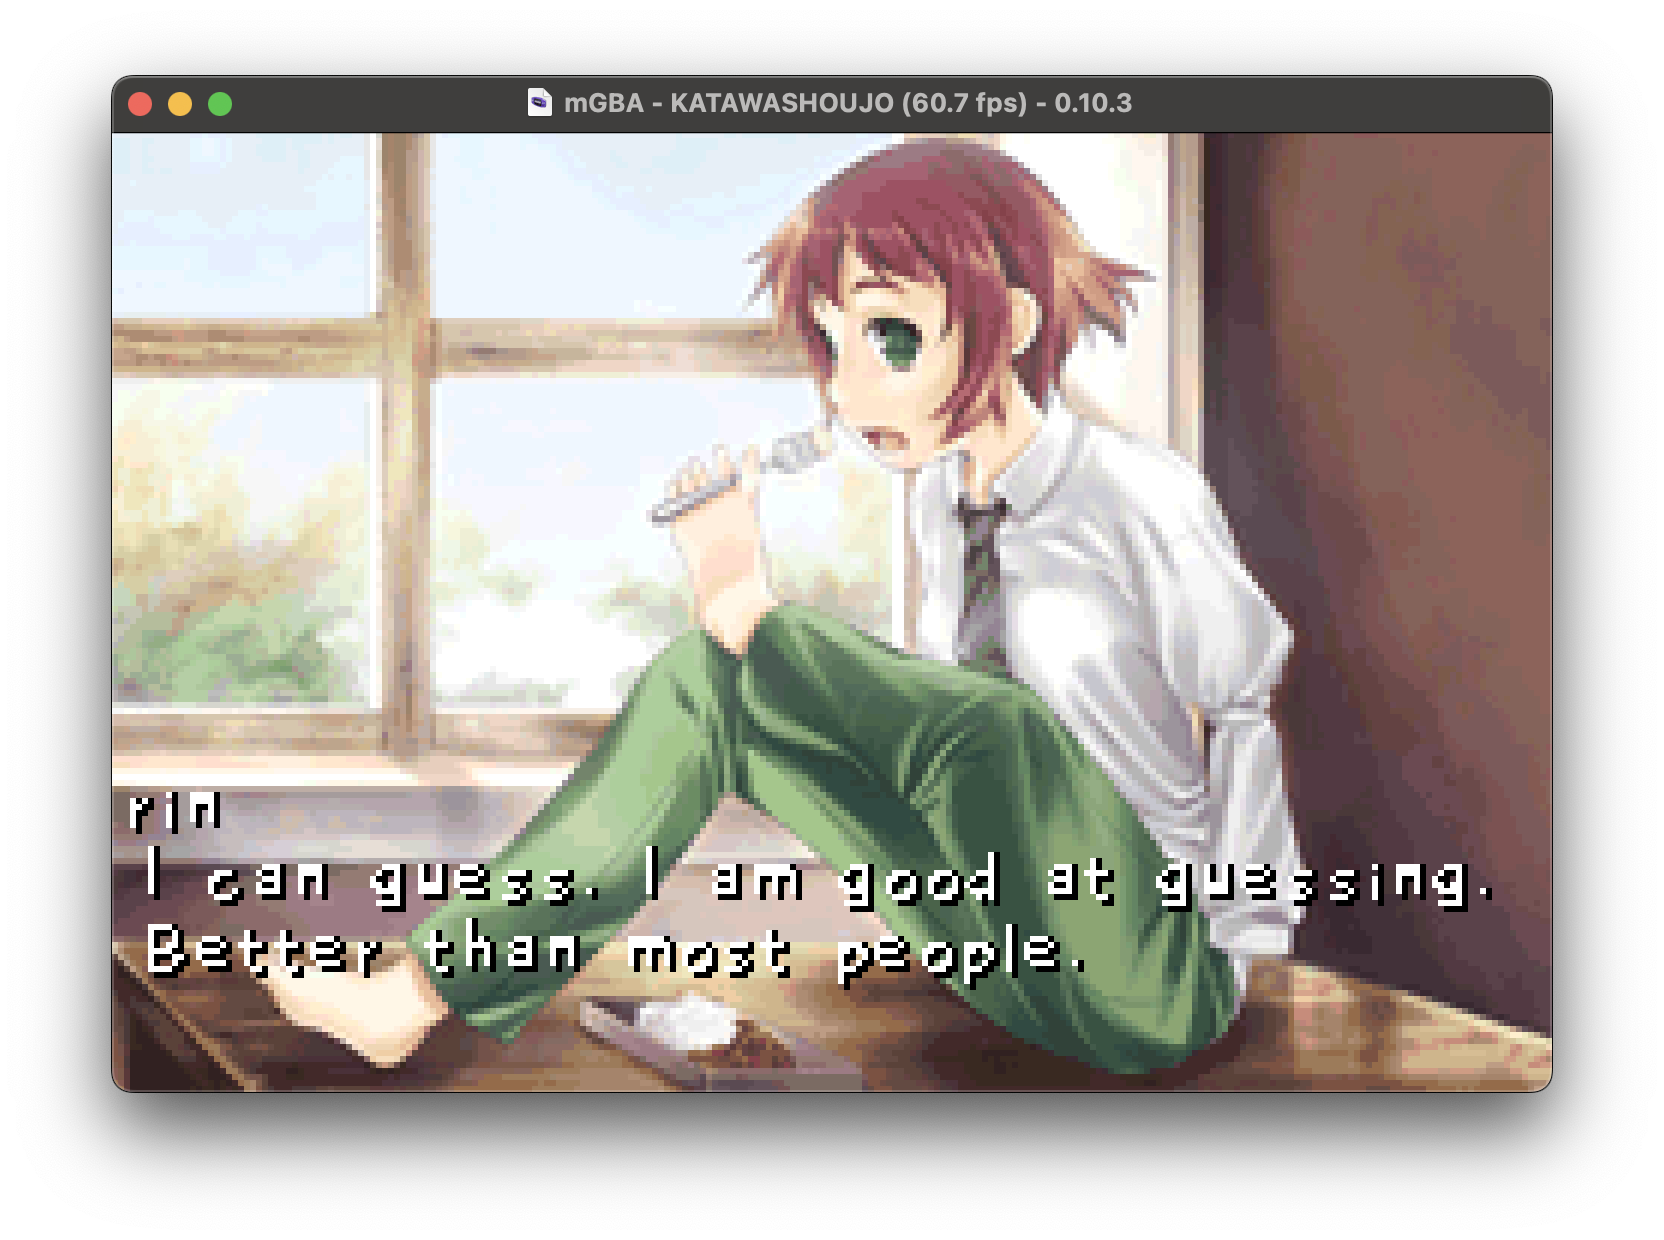 mGBA - KATAWASHOUJO (60.7 fps) - 0.10.3
rin
I can guess. I am good at guessing.
Better than most people.